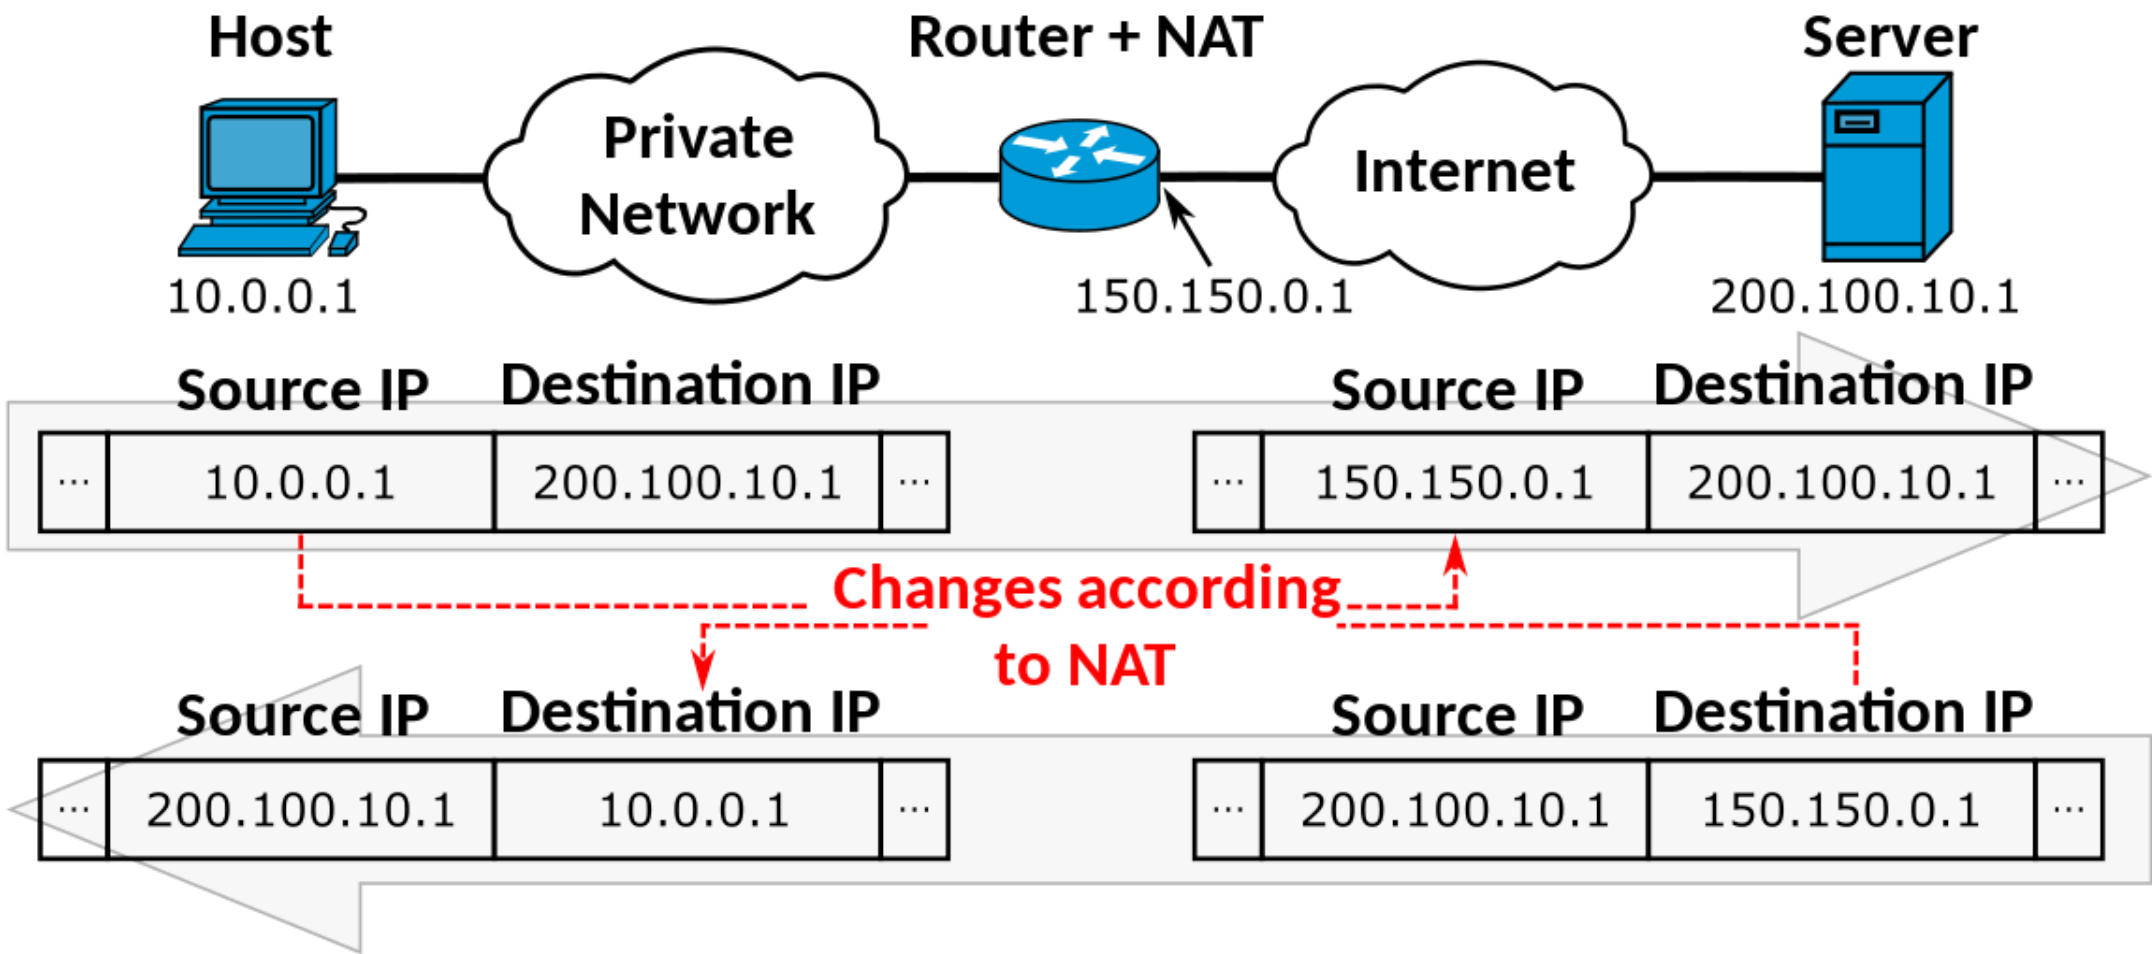 Host
Router + NAT
Server
Private
Network
Internet
10.0.0.1
150.150.0.1
200.100.10.1
Source IP
Destination IP
Source IP
Destination IP
...
10.0.0.1
200.100.10.1
...
...
150.150.0.1
200.100.10.1
...
Changes according
to NAT
Source IP
Destination IP
Source IP
Destination IP
...
200.100.10.1
10.0.0.1
...
...
200.100.10.1
150.150.0.1
...